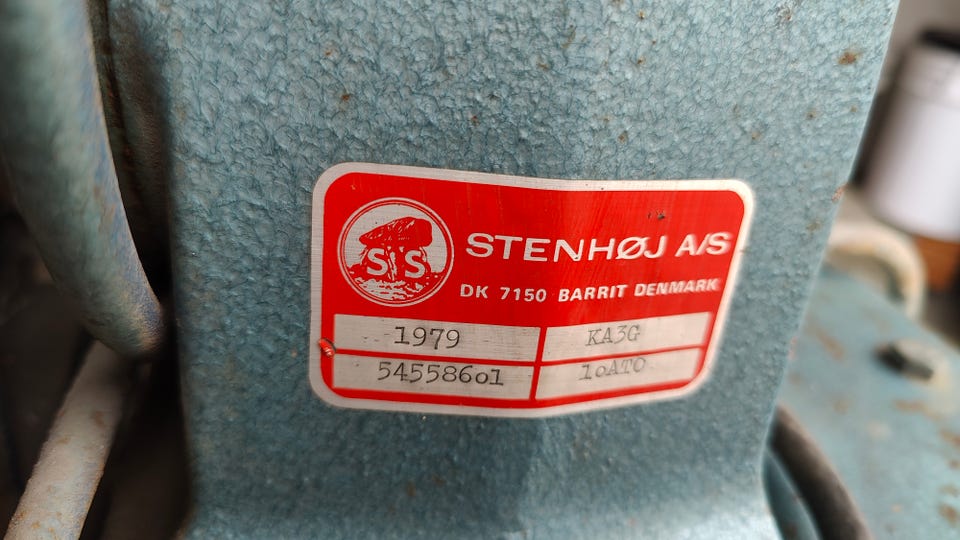 SS
STENHØJ A/S
DK 7150 BARRIT DENMARK
1979 KA3G
54558601 10ATO